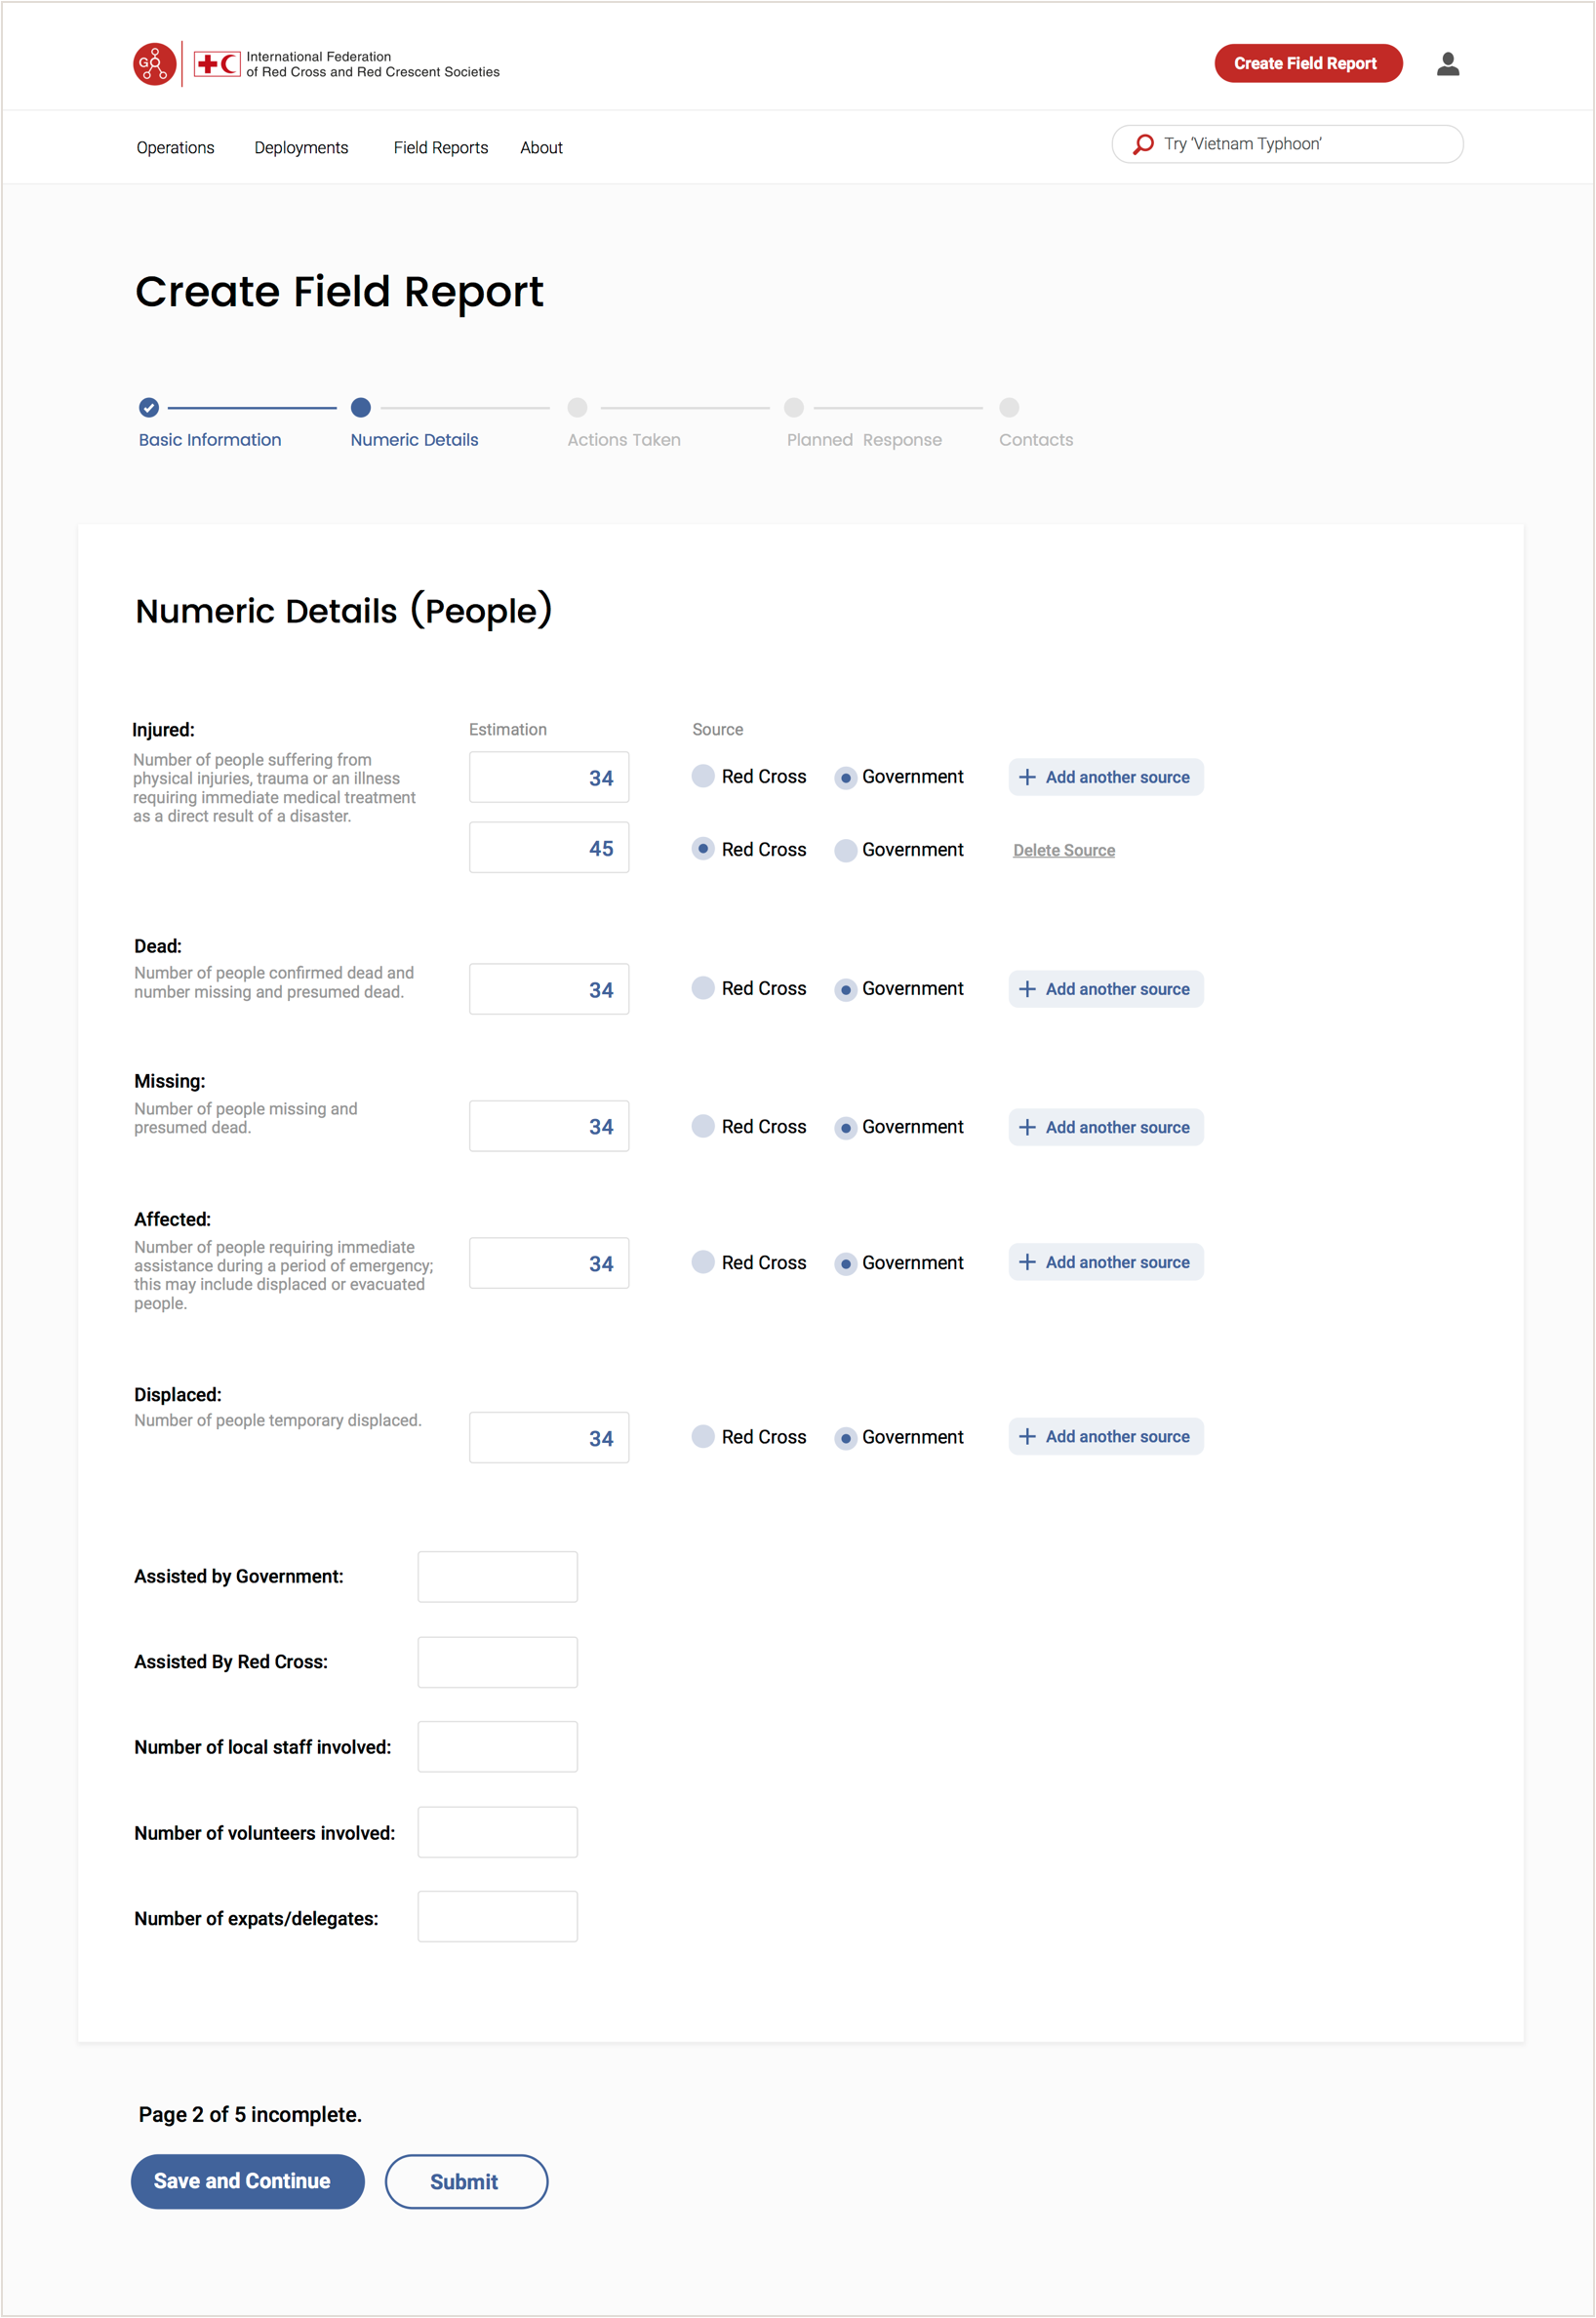 GO
International Federation
of Red Cross and Red Crescent Societies
Create Field Report
Operations Deployments Field Reports About
Try ‘Vietnam Typhoon’
Create Field Report
Basic Information Numeric Details Actions Taken Planned Response Contacts
Numeric Details (People)
Injured: Estimation Source
Number of people suffering from
physical injuries, trauma or an illness
requiring immediate medical treatment
as a direct result of a disaster.
34 Red Cross Government + Add another source
45 Red Cross Government Delete Source
Dead:
Number of people confirmed dead and
number missing and presumed dead.
34 Red Cross Government + Add another source
Missing:
Number of people missing and
presumed dead.
34 Red Cross Government + Add another source
Affected:
Number of people requiring immediate
assistance during a period of emergency;
this may include displaced or evacuated
people.
34 Red Cross Government + Add another source
Displaced:
Number of people temporary displaced.
34 Red Cross Government + Add another source
Assisted by Government:
Assisted By Red Cross:
Number of local staff involved:
Number of volunteers involved:
Number of expats/delegates:
Page 2 of 5 incomplete.
Save and Continue Submit